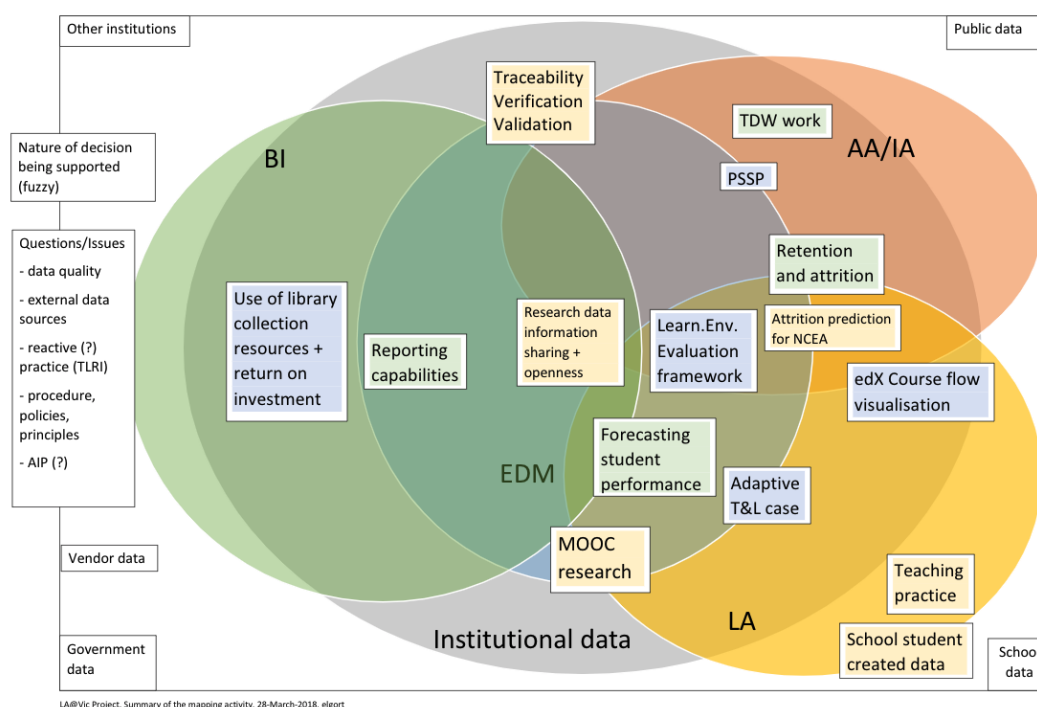 Other institutions
Public data
Traceability
Verification
Validation
TDW work
AA/IA
BI
Nature of decision
being supported
(fuzzy)
PSSP
Questions/Issues
- data quality
- external data
sources
- reactive (?)
practice (TLRI)
- procedure,
policies,
principles
- AIP (?)
Retention
and attrition
Use of library
collection
resources +
return on
investment
Reporting
capabilities
Research data
information
sharing +
openness
Learn.Env.
Evaluation
framework
Attrition prediction
for NCEA
edX Course flow
visualisation
EDM
Forecasting
student
performance
Adaptive
T&L case
MOOC
research
Vendor data
Teaching
practice
LA
Institutional data
School student
created data
Government
data
School
data
LA@Vic Project. Summary of the mapping activity. 28-March-2018. elgort